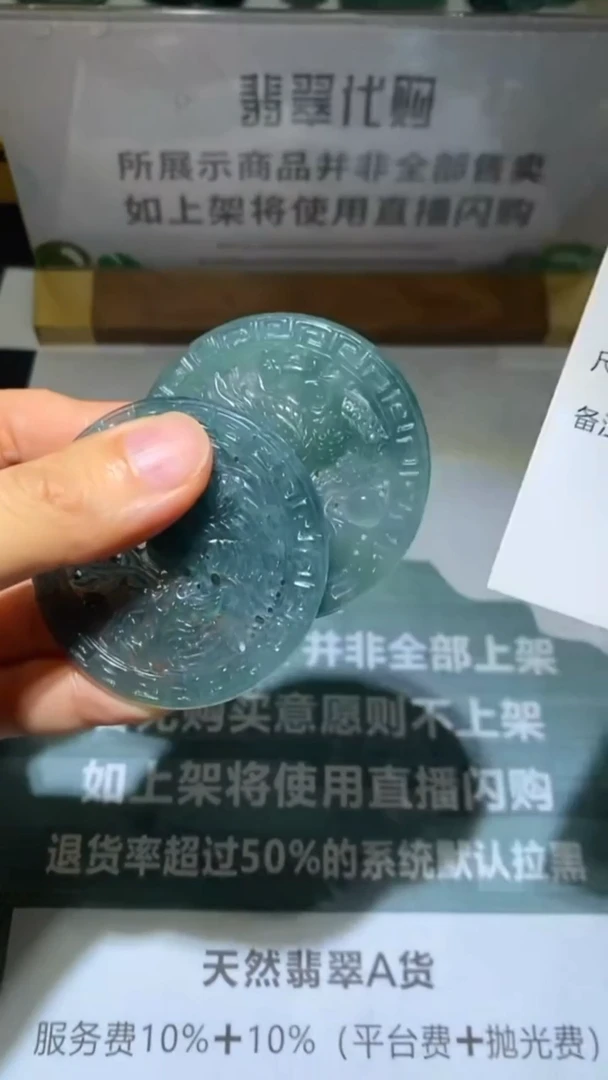 翡翠代购
所展示商品并非全部售卖
如上架将使用直播闪购
尺
备注
并非全部上架
购买意愿则不上架
如上架将使用直播闪购
退货率超过50%的系统默认拉黑
天然翡翠A货
服务费10%+10%（平台费+抛光费）